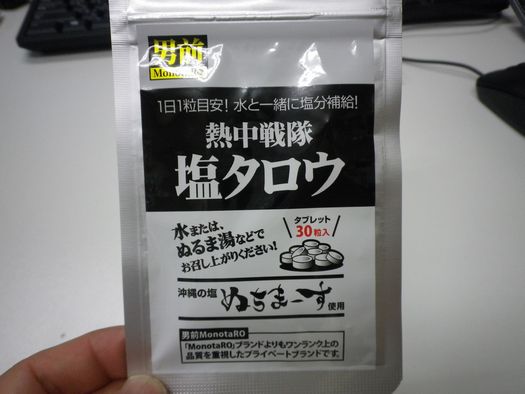 男前
MonotaRO
1日1粒目安!水と一緒に塩分補給!
熱中戦隊
塩タロウ
水または、
ぬるま湯などで
お召し上がりください!
タブレット
30粒入
沖縄の塩 ぬちまーす 使用
男前MonotaRO
「MonotaRO」ブランドよりもワンランク上の
品質を重視したプライベートブランドです。